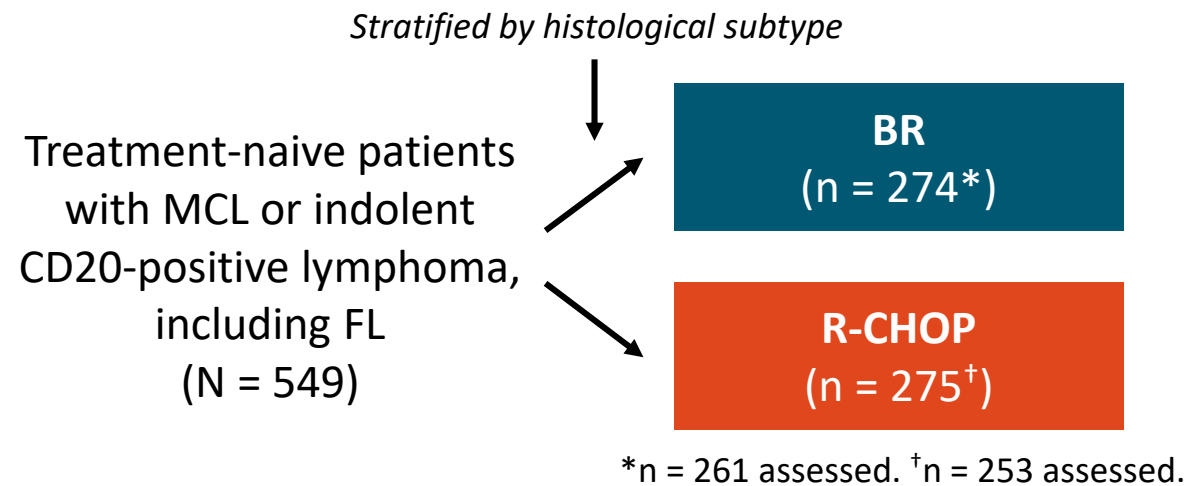 Stratified by histological subtype
Treatment-naive patients
with MCL or indolent
CD20-positive lymphoma,
including FL
(N = 549)
BR
(n = 274*)
R-CHOP
(n = 275†)
*n = 261 assessed. †n = 253 assessed.